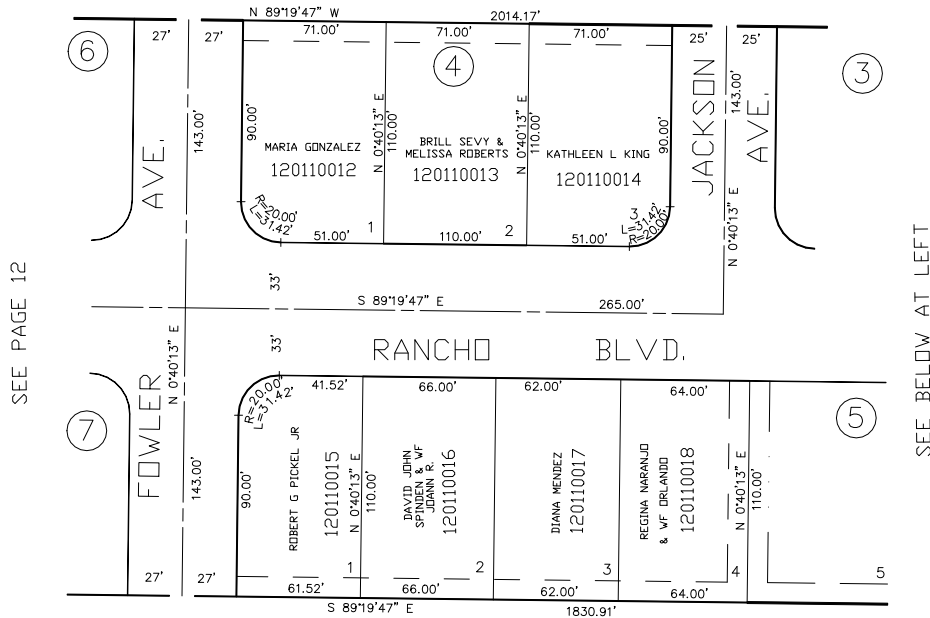 N 89°19'47" W
2014.17'
27'
27'
71.00'
71.00'
71.00'
25'
25'
6
4
3
143.00'
90.00'
N 0°40'13" E
110.00'
N 0°40'13" E
110.00'
90.00'
143.00'
JACKSON
AVE.
AVE.
MARIA GONZALEZ
120110012
BRILL SEVY &
MELISSA ROBERTS
120110013
KATHLEEN L KING
120110014
R=20.00'
L=31.42'
1
2
3
L=31.42'
R=20.00'
N 0°40'13" E
51.00'
110.00'
51.00'
SEE PAGE 12
SEE BELOW AT LEFT
33'
S 89°19'47" E
265.00'
33'
N 0°40'13" E
RANCHO BLVD.
FOWLER
R=20.00'
L=31.42'
41.52'
66.00'
62.00'
64.00'
7
5
143.00'
90.00'
ROBERT G PICKEL JR
120110015
N 0°40'13" E
110.00'
DAVID JOHN
SPINDEN & WF
JOANN R.
120110016
DIANA MENDEZ
120110017
REGINA NARANJO
& WF ORLANDO
120110018
N 0°40'13" E
110.00'
1
2
3
4
5
27'
27'
61.52'
66.00'
62.00'
64.00'
S 89°19'47" E
1830.91'